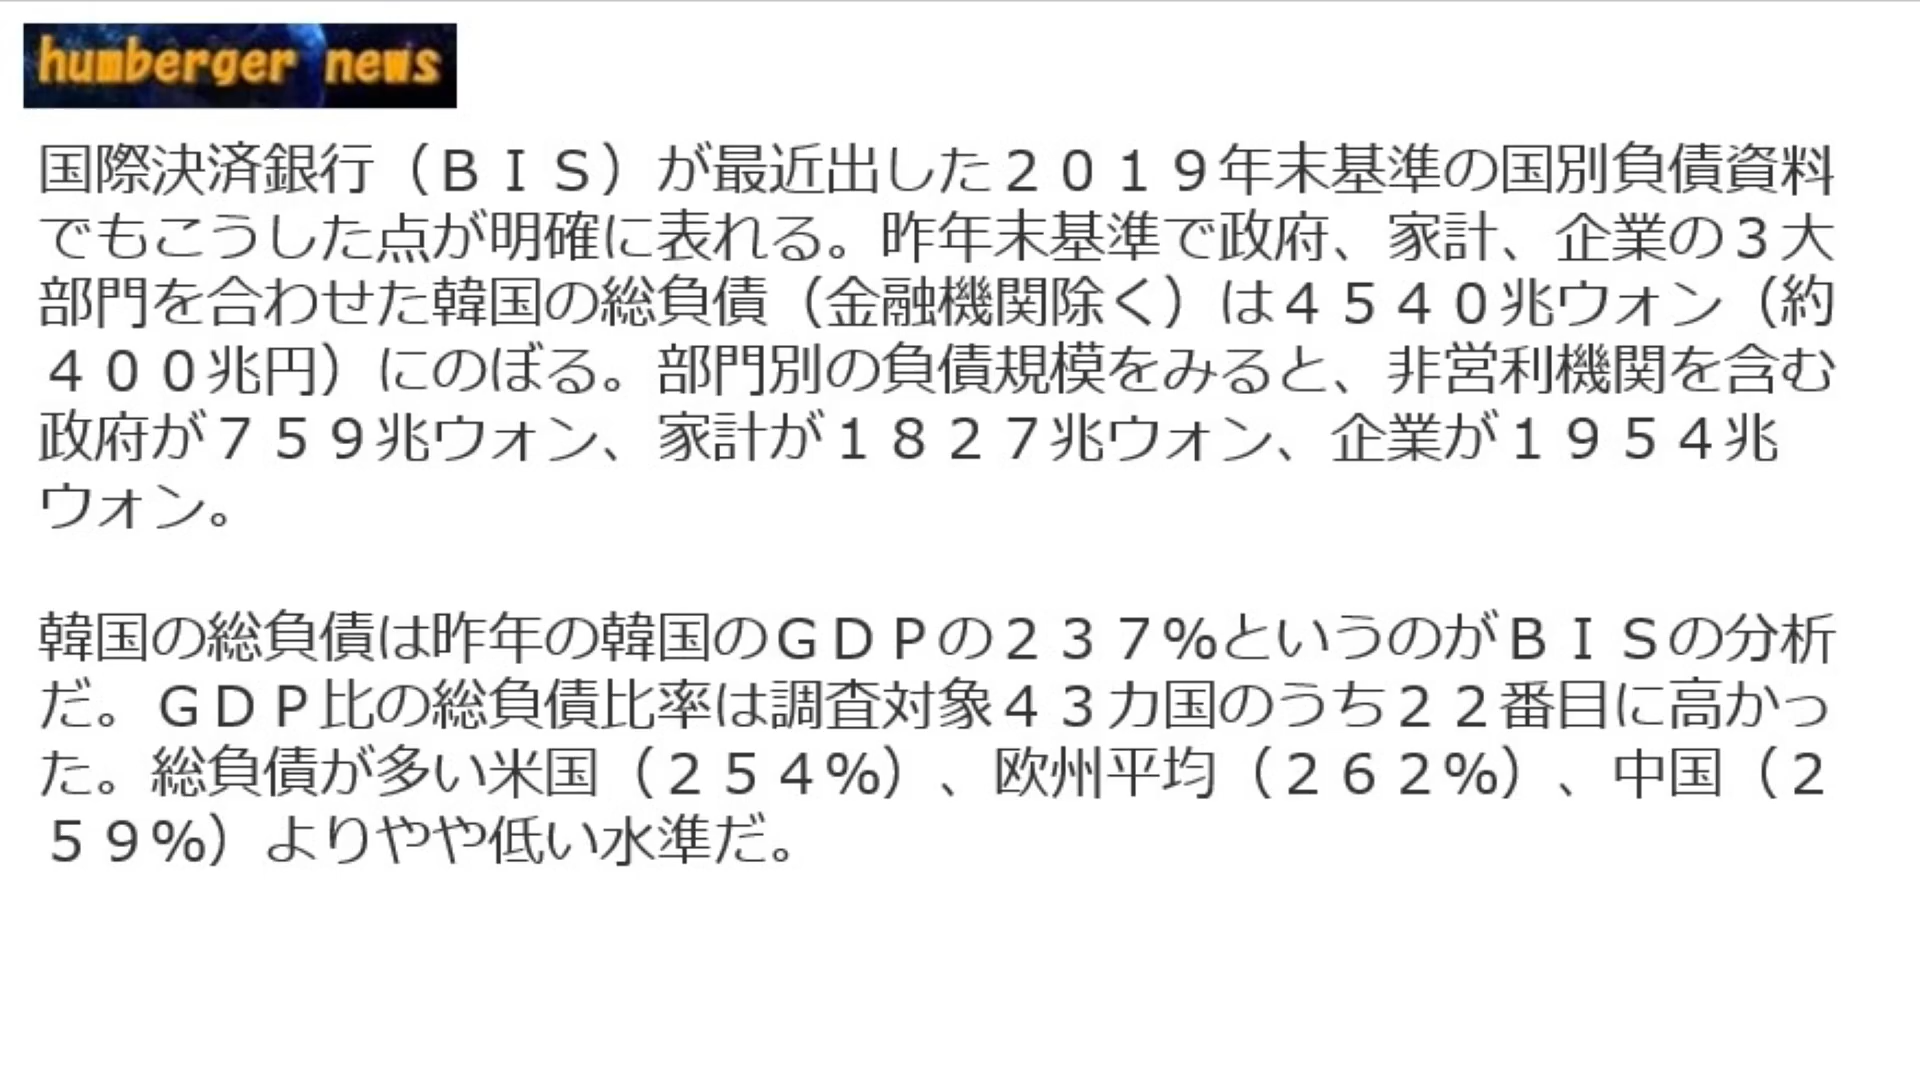 humberger news
国際決済銀行（ＢＩＳ）が最近出した２０１９年末基準の国別負債資料
でもこうした点が明確に表れる。昨年末基準で政府、家計、企業の３大
部門を合わせた韓国の総負債（金融機関除く）は４５４０兆ウォン（約
４００兆円）にのぼる。部門別の負債規模をみると、非営利機関を含む
政府が７５９兆ウォン、家計が１８２７兆ウォン、企業が１９５４兆
ウォン。
韓国の総負債は昨年の韓国のＧＤＰの２３７%というのがＢＩＳの分析
だ。ＧＤＰ比の総負債比率は調査対象４３カ国のうち２２番目に高かっ
た。総負債が多い米国（２５４%）、欧州平均（２６２%）、中国（２
５９%）よりやや低い水準だ。